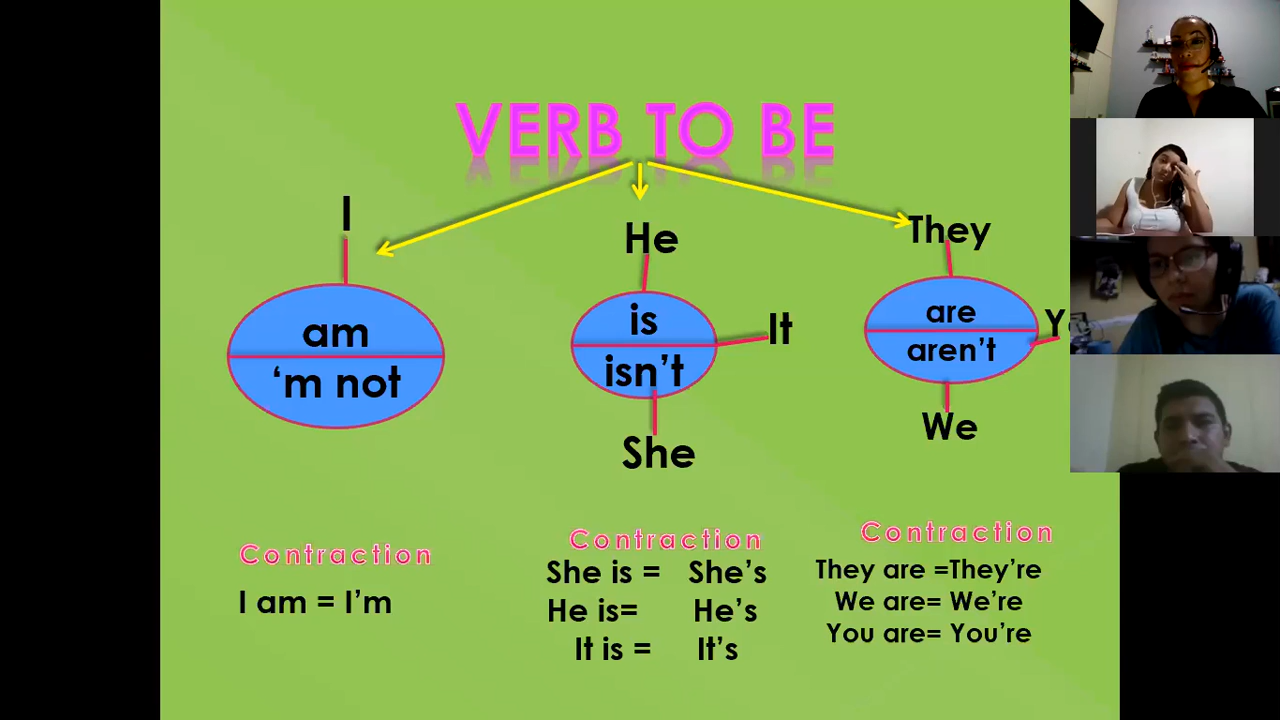 VERB TO BE
I
He
They
am
'm not
is
isn't
It
are
aren't
She
We
Contraction
I am = I'm
Contraction
She is = She's
He is= He's
It is = It's
Contraction
They are =They're
We are= We're
You are= You're